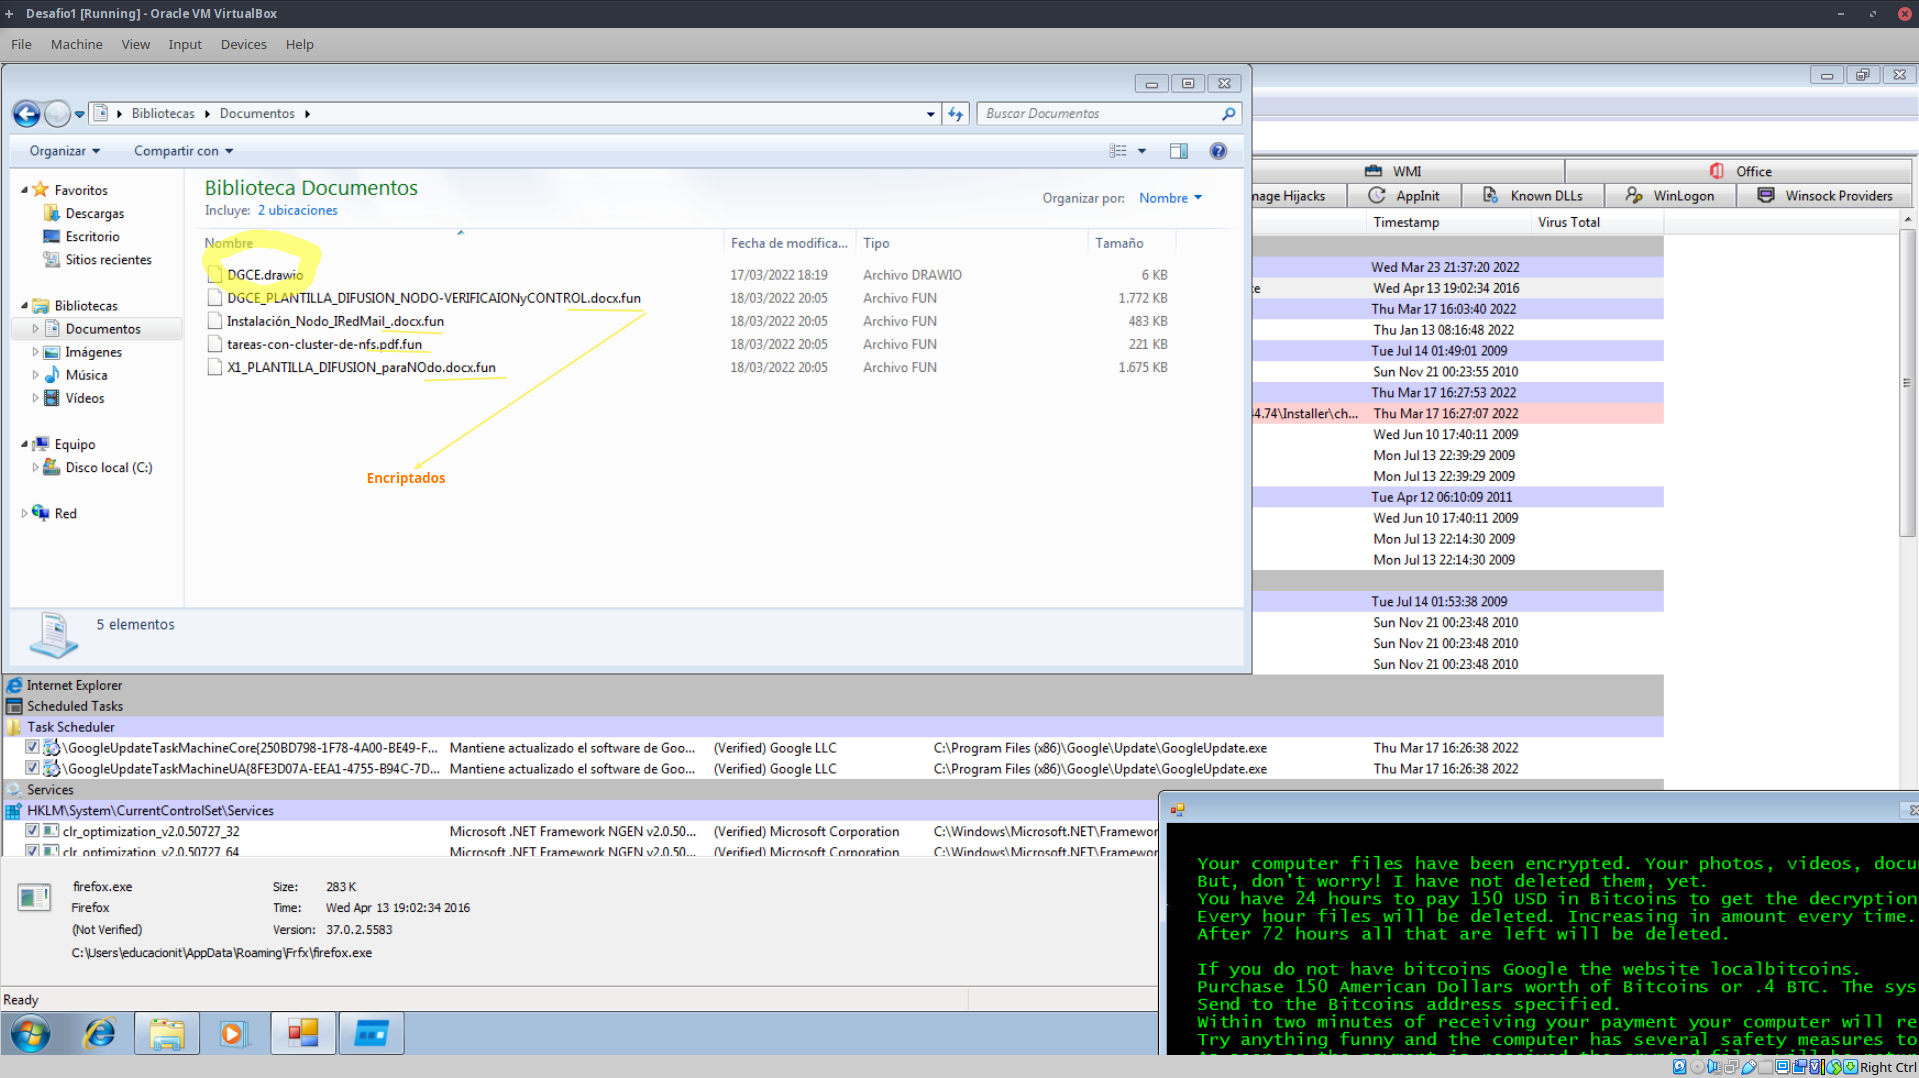 Desafio1 [Running] - Oracle VM VirtualBox
File Machine View Input Devices Help
Bibliotecas Documentos
Buscar Documentos
Organizar Compartir con
Biblioteca Documentos
Incluye: 2 ubicaciones
Organizar por: Nombre
Nombre Fecha de modifica... Tipo Tamaño
DGCE.drawio 17/03/2022 18:19 Archivo DRAWIO 6 KB
DGCE_PLANTILLA_DIFUSION_NODO-VERIFICAIONyCONTROL.docx.fun 18/03/2022 20:05 Archivo FUN 1.772 KB
Instalación_Nodo_IRedMail_.docx.fun 18/03/2022 20:05 Archivo FUN 483 KB
tareas-con-cluster-de-nfs.pdf.fun 18/03/2022 20:05 Archivo FUN 221 KB
X1_PLANTILLA_DIFUSION_paraNOdo.docx.fun 18/03/2022 20:05 Archivo FUN 1.675 KB
Encriptados
Favoritos
Descargas
Escritorio
Sitios recientes
Bibliotecas
Documentos
Imágenes
Música
Vídeos
Equipo
Disco local (C:)
Red
5 elementos
WMI Office
nage Hijacks AppInit Known DLLs WinLogon Winsock Providers
Timestamp Virus Total
Wed Mar 23 21:37:20 2022
te Wed Apr 13 19:02:34 2016
Thu Mar 17 16:03:40 2022
Thu Jan 13 08:16:48 2022
Tue Jul 14 01:49:01 2009
Sun Nov 21 00:23:55 2010
Thu Mar 17 16:27:53 2022
4.74\Installer\ch... Thu Mar 17 16:27:07 2022
Wed Jun 10 17:40:11 2009
Mon Jul 13 22:39:29 2009
Mon Jul 13 22:39:29 2009
Tue Apr 12 06:10:09 2011
Wed Jun 10 17:40:11 2009
Mon Jul 13 22:14:30 2009
Mon Jul 13 22:14:30 2009
Tue Jul 14 01:53:38 2009
Sun Nov 21 00:23:48 2010
Sun Nov 21 00:23:48 2010
Sun Nov 21 00:23:48 2010
Internet Explorer
Scheduled Tasks
Task Scheduler
\GoogleUpdateTaskMachineCore{250BD798-1F78-4A00-BE49-F... Mantiene actualizado el software de Goo... (Verified) Google LLC C:\Program Files (x86)\Google\Update\GoogleUpdate.exe Thu Mar 17 16:26:38 2022
\GoogleUpdateTaskMachineUA{8FE3D07A-EEA1-4755-B94C-7D... Mantiene actualizado el software de Goo... (Verified) Google LLC C:\Program Files (x86)\Google\Update\GoogleUpdate.exe Thu Mar 17 16:26:38 2022
Services
HKLM\System\CurrentControlSet\Services
clr_optimization_v2.0.50727_32 Microsoft .NET Framework NGEN v2.0.50... (Verified) Microsoft Corporation C:\Windows\Microsoft.NET\Framewor
clr_optimization_v2.0.50727_64 Microsoft .NET Framework NGEN v2.0.50... (Verified) Microsoft Corporation C:\Windows\Microsoft.NET\Framewor
firefox.exe Size: 283 K
Firefox Time: Wed Apr 13 19:02:34 2016
(Not Verified) Version: 37.0.2.5583
C:\Users\educacionit\AppData\Roaming\Frfx\firefox.exe
Ready
Your computer files have been encrypted. Your photos, videos, docu
But, don't worry! I have not deleted them, yet.
You have 24 hours to pay 150 USD in Bitcoins to get the decryption
Every hour files will be deleted. Increasing in amount every time.
After 72 hours all that are left will be deleted.
If you do not have bitcoins Google the website localbitcoins.
Purchase 150 American Dollars worth of Bitcoins or .4 BTC. The sys
Send to the Bitcoins address specified.
Within two minutes of receiving your payment your computer will re
Try anything funny and the computer has several safety measures to
Right Ctrl